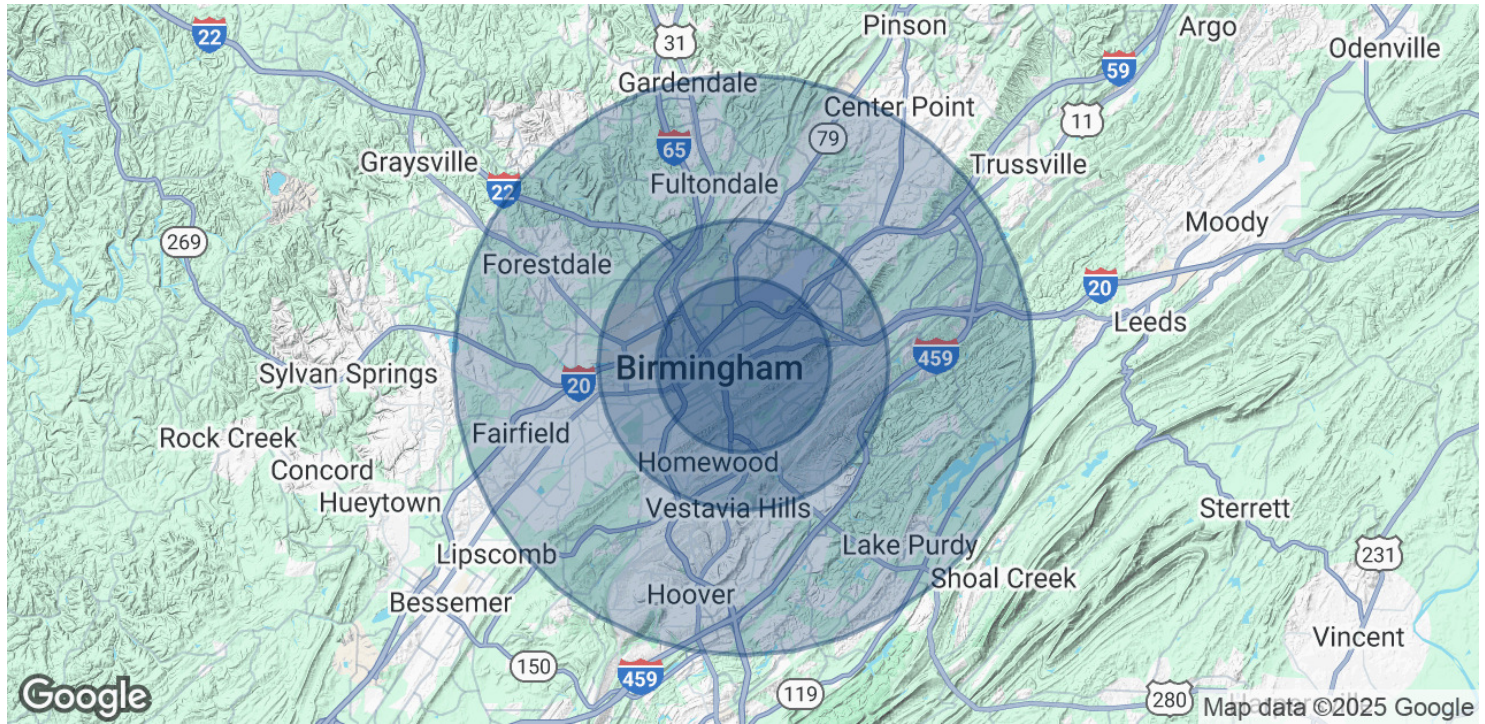 22
31
Pinson
Argo
Odenville
59
Gardendale
Center Point
79
11
65
Graysville
Trussville
22
Fultondale
Moody
269
Forestdale
20
Leeds
Birmingham
459
Sylvan Springs
20
Fairfield
Rock Creek
Concord
Homewood
Hueytown
Vestavia Hills
Sterrett
Lake Purdy
Lipscomb
231
Shoal Creek
Hoover
Bessemer
Vincent
150
459
119
280
Google
Map data ©2025 Google